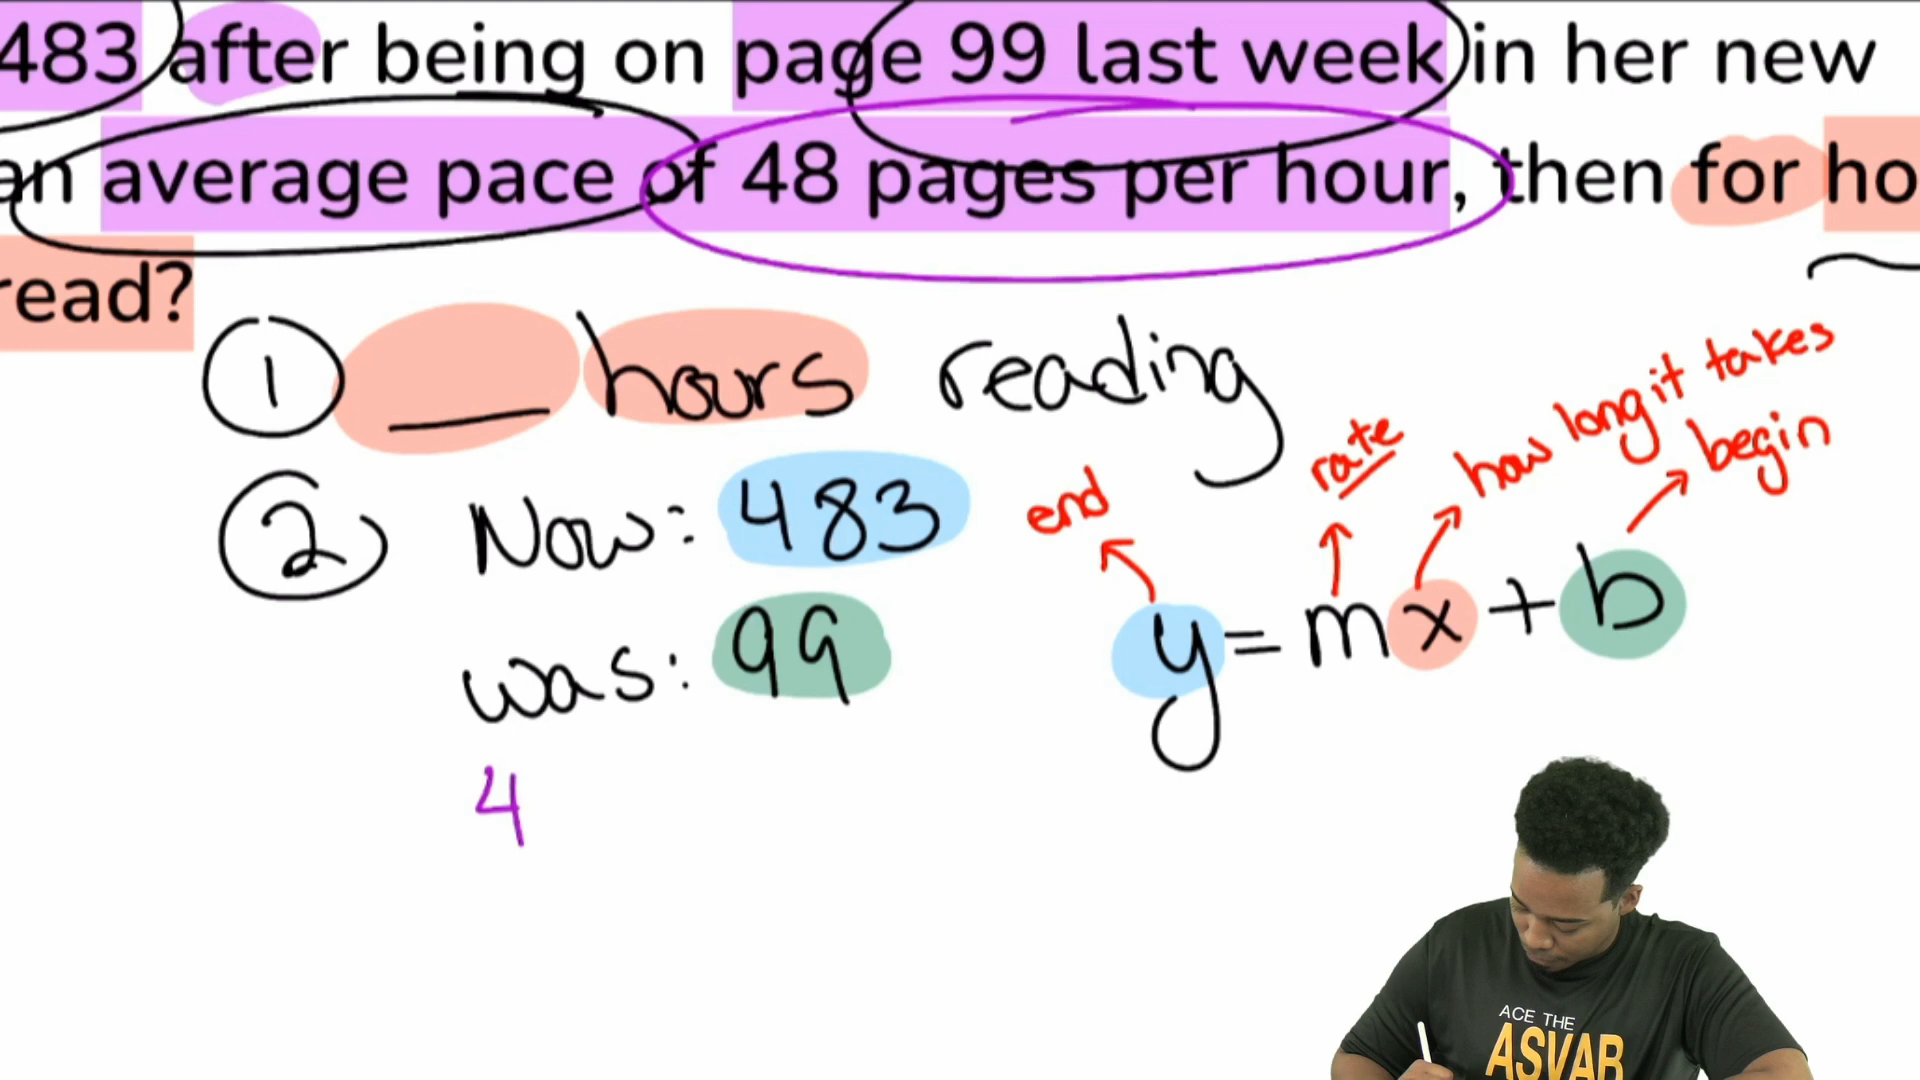 483 after being on page 99 last week in her new
an average pace of 48 pages per hour, then for ho
read?
1 __ hours reading
2 Now: 483
was: 99
4
end
rate
how long it takes
begin
y = mx + b
ACE THE
ASVAB